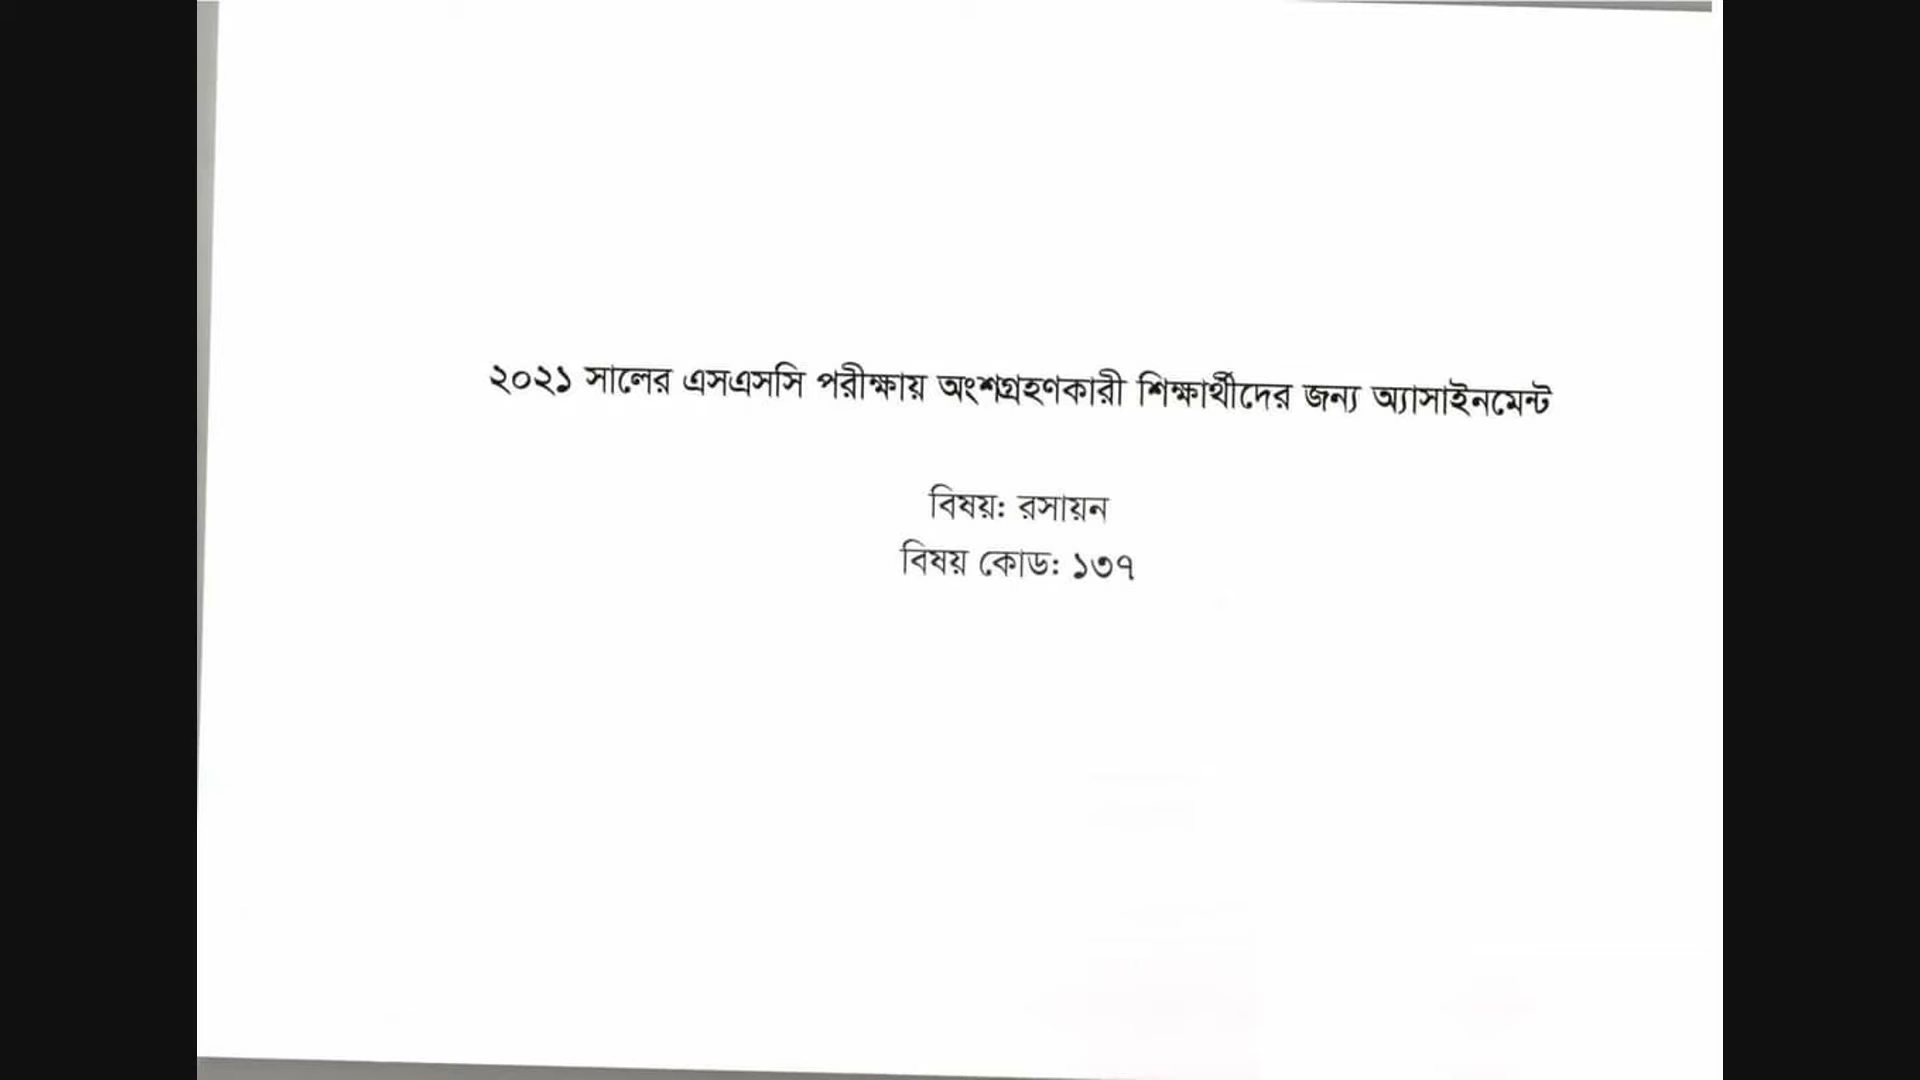 ২০২১ সালের এসএসসি পরীক্ষায় অংশগ্রহণকারী শিক্ষার্থীদের জন্য অ্যাসাইনমেন্ট
বিষয়: রসায়ন
বিষয় কোড: ১৩৭